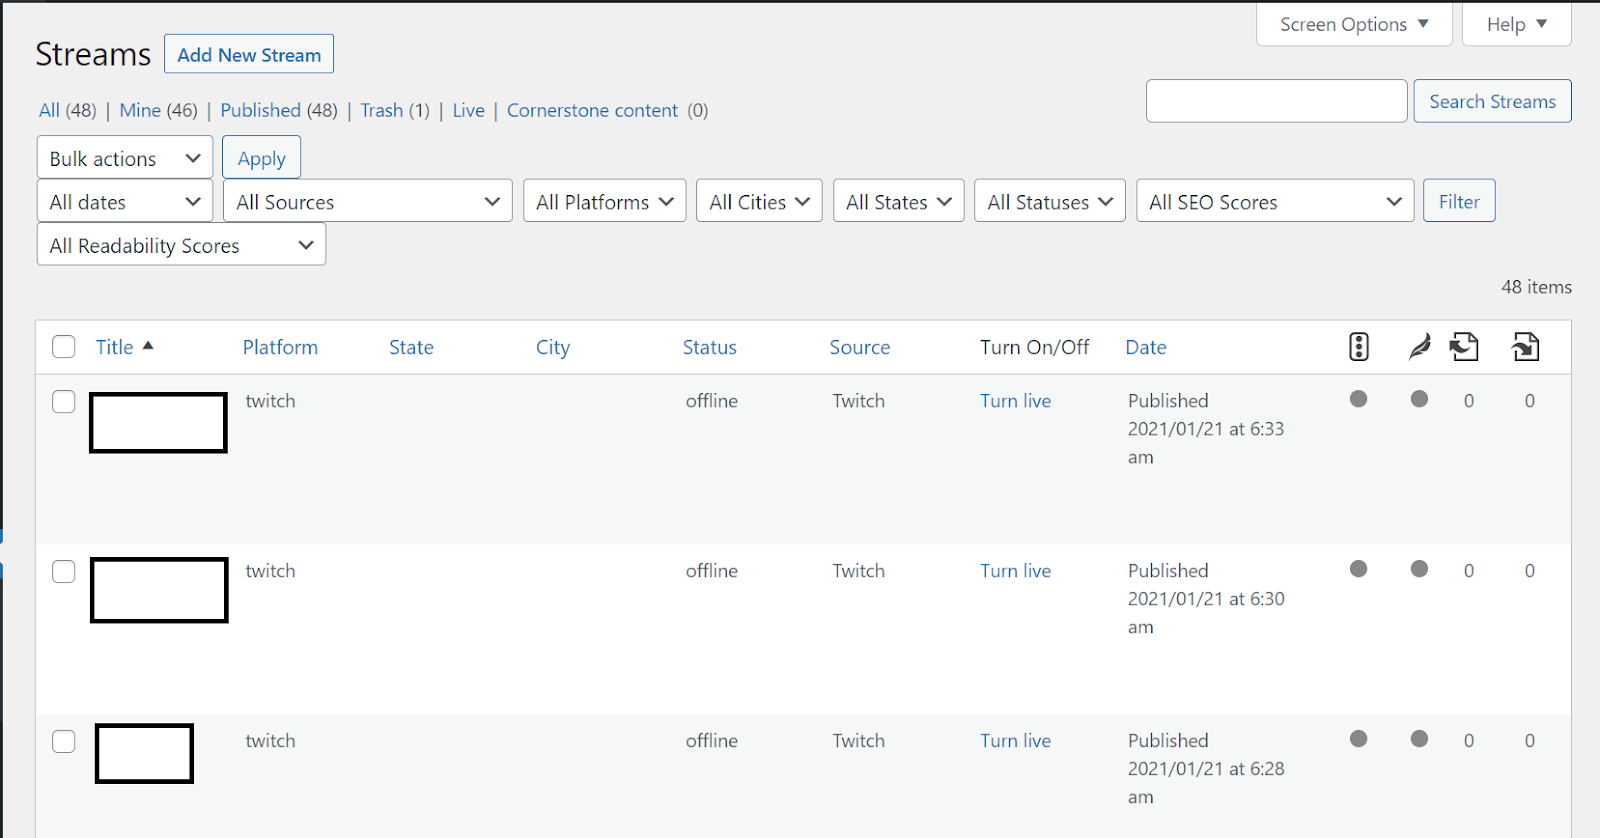 Screen Options ▼ Help ▼
Streams Add New Stream
All (48) | Mine (46) | Published (48) | Trash (1) | Live | Cornerstone content (0)
Search Streams
Bulk actions Apply
All dates All Sources All Platforms All Cities All States All Statuses All SEO Scores Filter
All Readability Scores
48 items
Title ▲ Platform State City Status Source Turn On/Off Date
twitch offline Twitch Turn live Published 0 0
2021/01/21 at 6:33
am
twitch offline Twitch Turn live Published 0 0
2021/01/21 at 6:30
am
twitch offline Twitch Turn live Published 0 0
2021/01/21 at 6:28
am